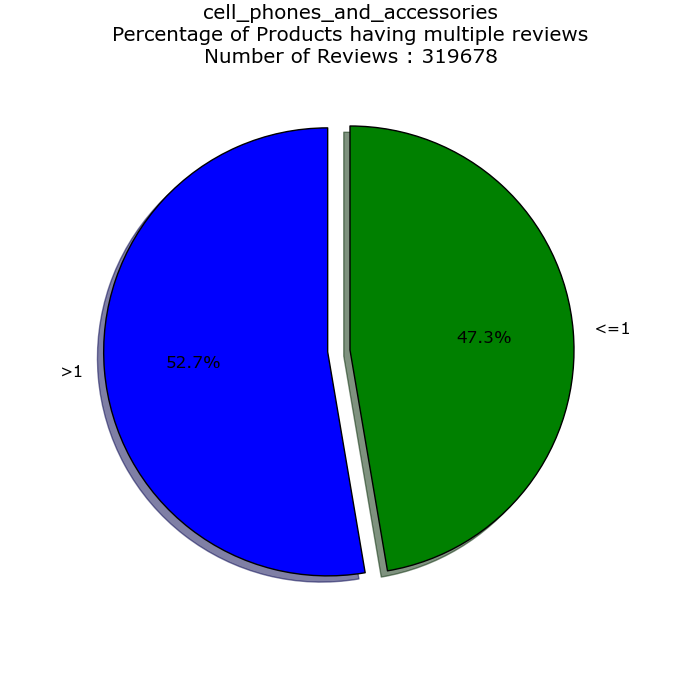 cell_phones_and_accessories
Percentage of Products having multiple reviews
Number of Reviews : 319678
47.3%
<=1
52.7%
>1